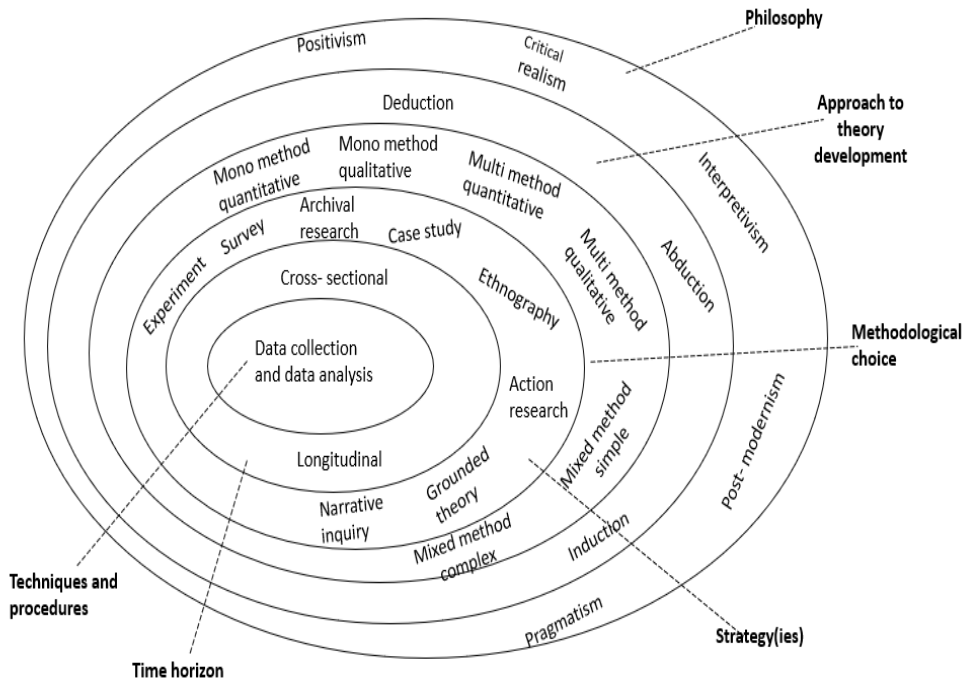 Philosophy
Positivism
Critical
realism
Approach to
theory
development
Deduction
Mono method
quantitative
Mono method
qualitative
Multi method
quantitative
Interpretivism
Archival
research
Survey
Case study
Abduction
Multi method
qualitative
Experiment
Cross- sectional
Ethnography
Methodological
choice
Data collection
and data analysis
Action
research
Post- modernism
Mixed method
simple
Longitudinal
Grounded
theory
Narrative
inquiry
Induction
Mixed method
complex
Techniques and
procedures
Pragmatism
Strategy(ies)
Time horizon